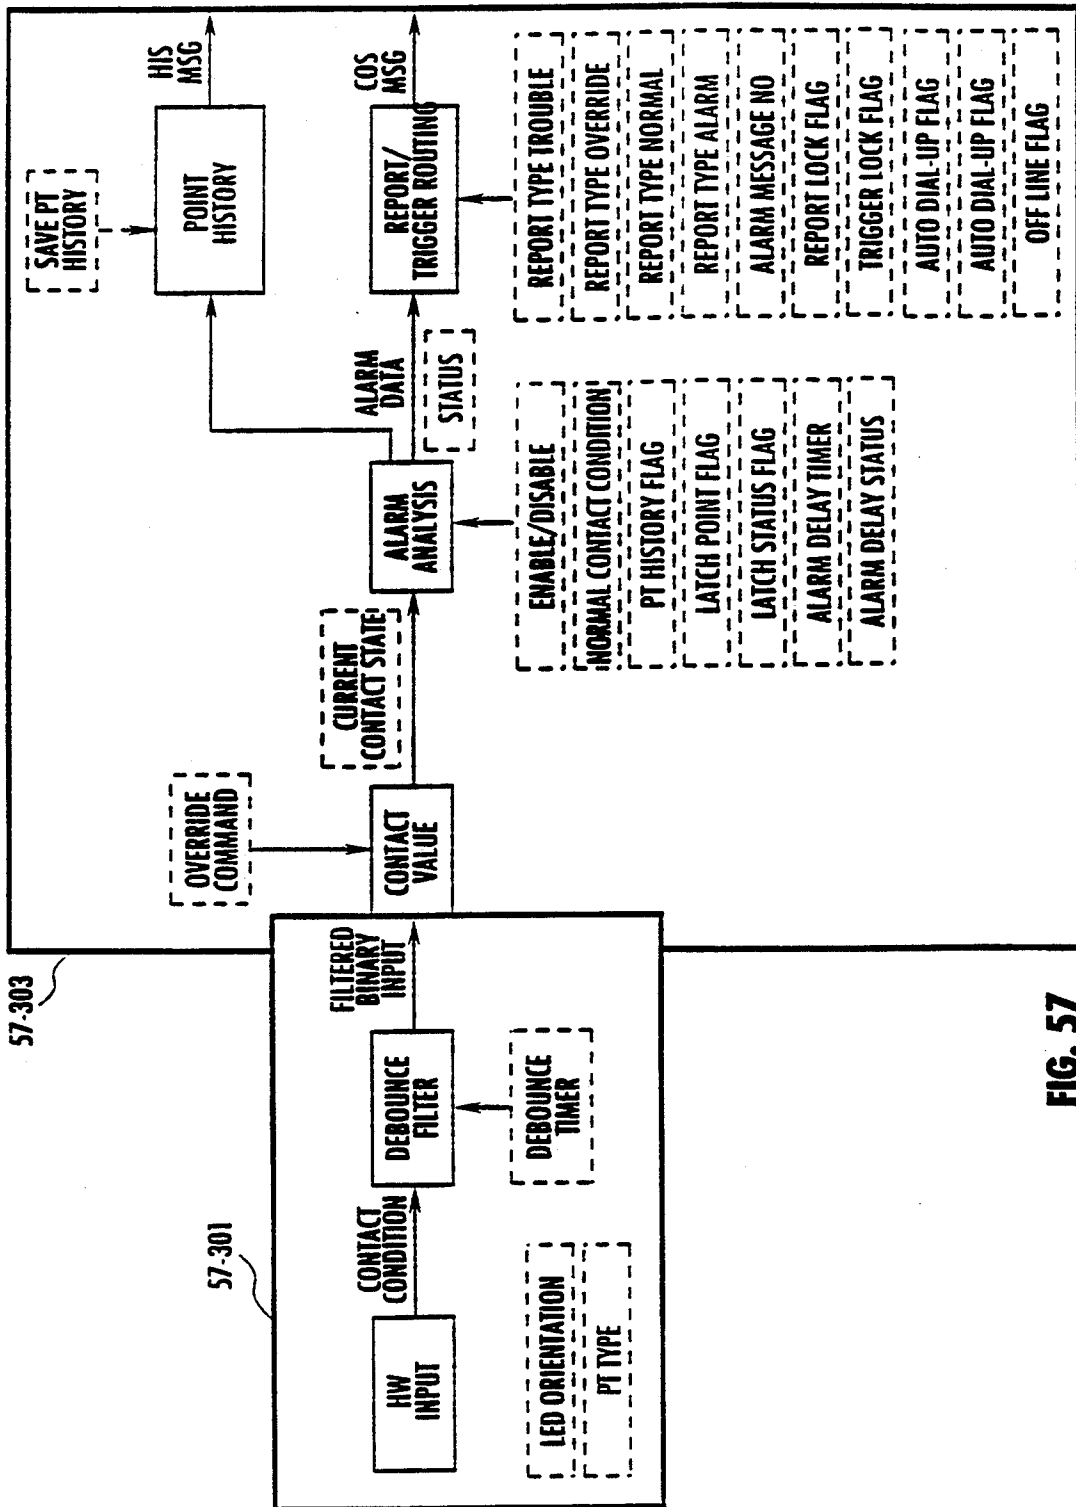 57-303
57-301
HW
INPUT
CONTACT
CONDITION
DEBOUNCE
FILTER
DEBOUNCE
TIMER
FILTERED
BINARY
INPUT
LED ORIENTATION
PT TYPE
OVERRIDE
COMMAND
CONTACT
VALUE
CURRENT
CONTACT STATE
ALARM
ANALYSIS
ENABLE/DISABLE
NORMAL CONTACT CONDITION
PT HISTORY FLAG
LATCH POINT FLAG
LATCH STATUS FLAG
ALARM DELAY TIMER
ALARM DELAY STATUS
ALARM
DATA
STATUS
SAVE PT
HISTORY
POINT
HISTORY
HIS
MSG
REPORT/
TRIGGER ROUTING
COS
MSG
REPORT TYPE TROUBLE
REPORT TYPE OVERRIDE
REPORT TYPE NORMAL
REPORT TYPE ALARM
ALARM MESSAGE NO
REPORT LOCK FLAG
TRIGGER LOCK FLAG
AUTO DIAL-UP FLAG
AUTO DIAL-UP FLAG
OFF LINE FLAG
FIG. 57